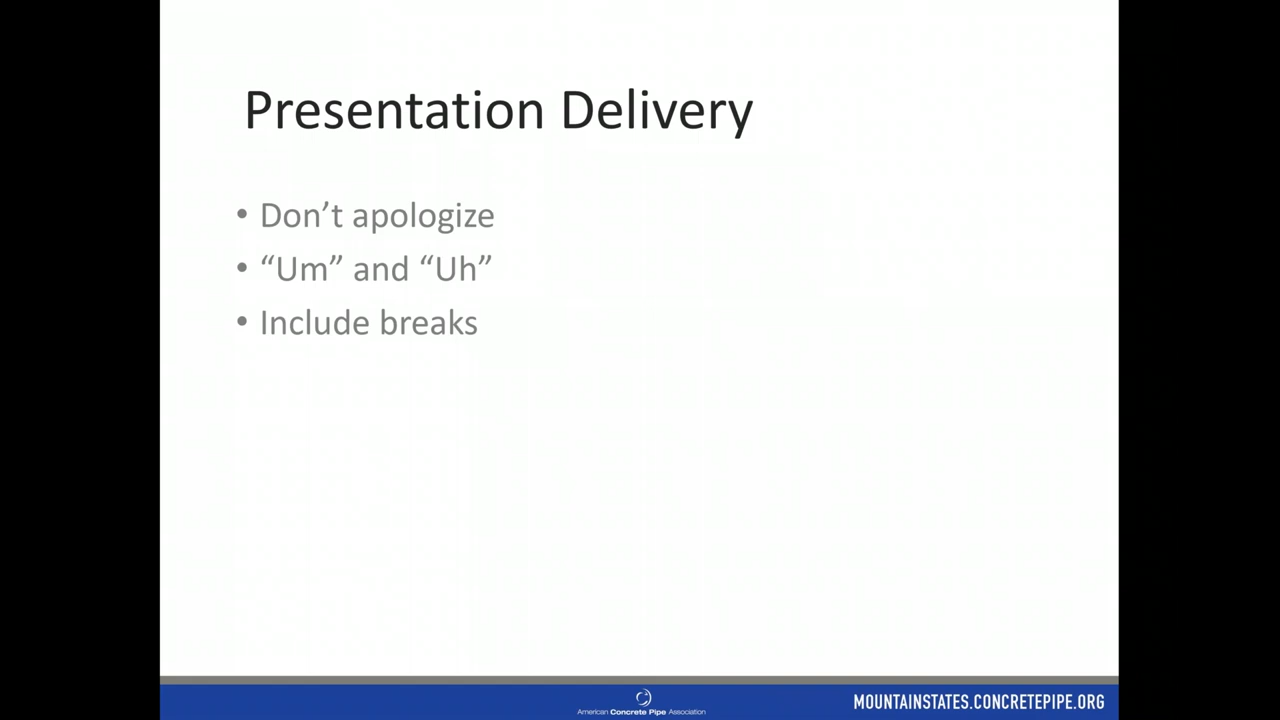 Presentation Delivery
• Don’t apologize
• “Um” and “Uh”
• Include breaks
American Concrete Pipe Association
MOUNTAINSTATES.CONCRETEPIPE.ORG